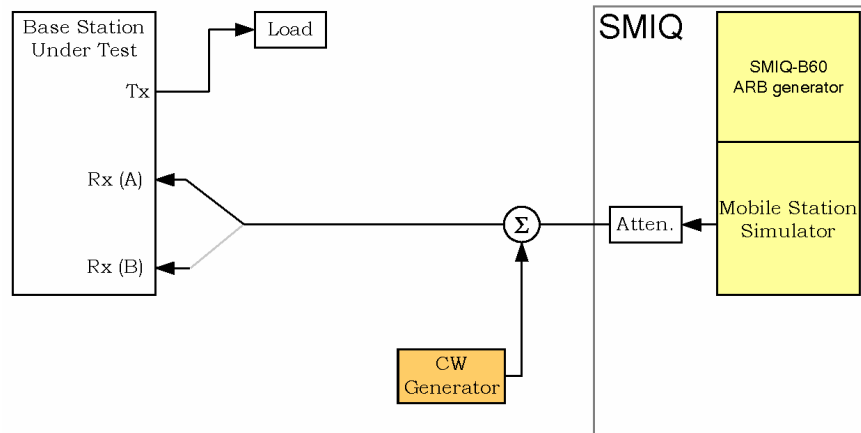 Base Station
Under Test
Load
SMIQ
SMIQ-B60
ARB generator
Tx
Rx (A)
Mobile Station
Simulator
Σ
Atten.
Rx (B)
CW
Generator